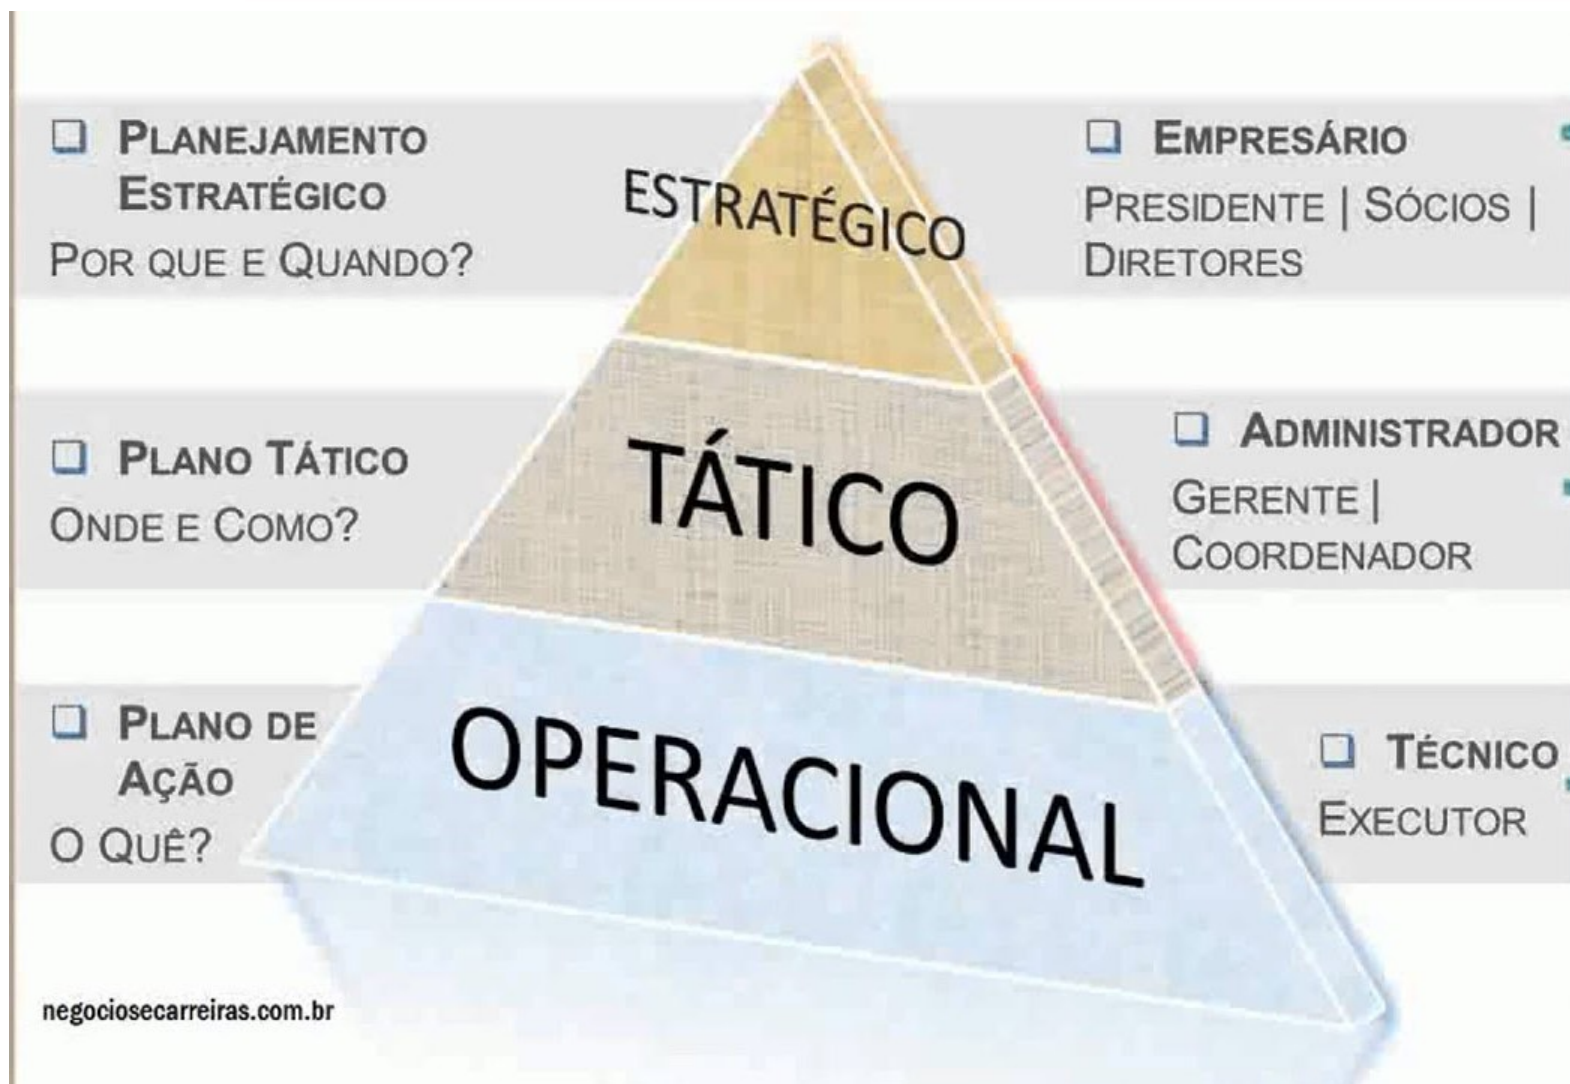 ❑ PLANEJAMENTO
ESTRATÉGICO
POR QUE E QUANDO?
ESTRATÉGICO
❑ EMPRESÁRIO
PRESIDENTE | SÓCIOS |
DIRETORES
❑ PLANO TÁTICO
ONDE E COMO?
TÁTICO
❑ ADMINISTRADOR
GERENTE |
COORDENADOR
❑ PLANO DE
AÇÃO
O QUÊ?
OPERACIONAL
❑ TÉCNICO
EXECUTOR
negociosecarreiras.com.br